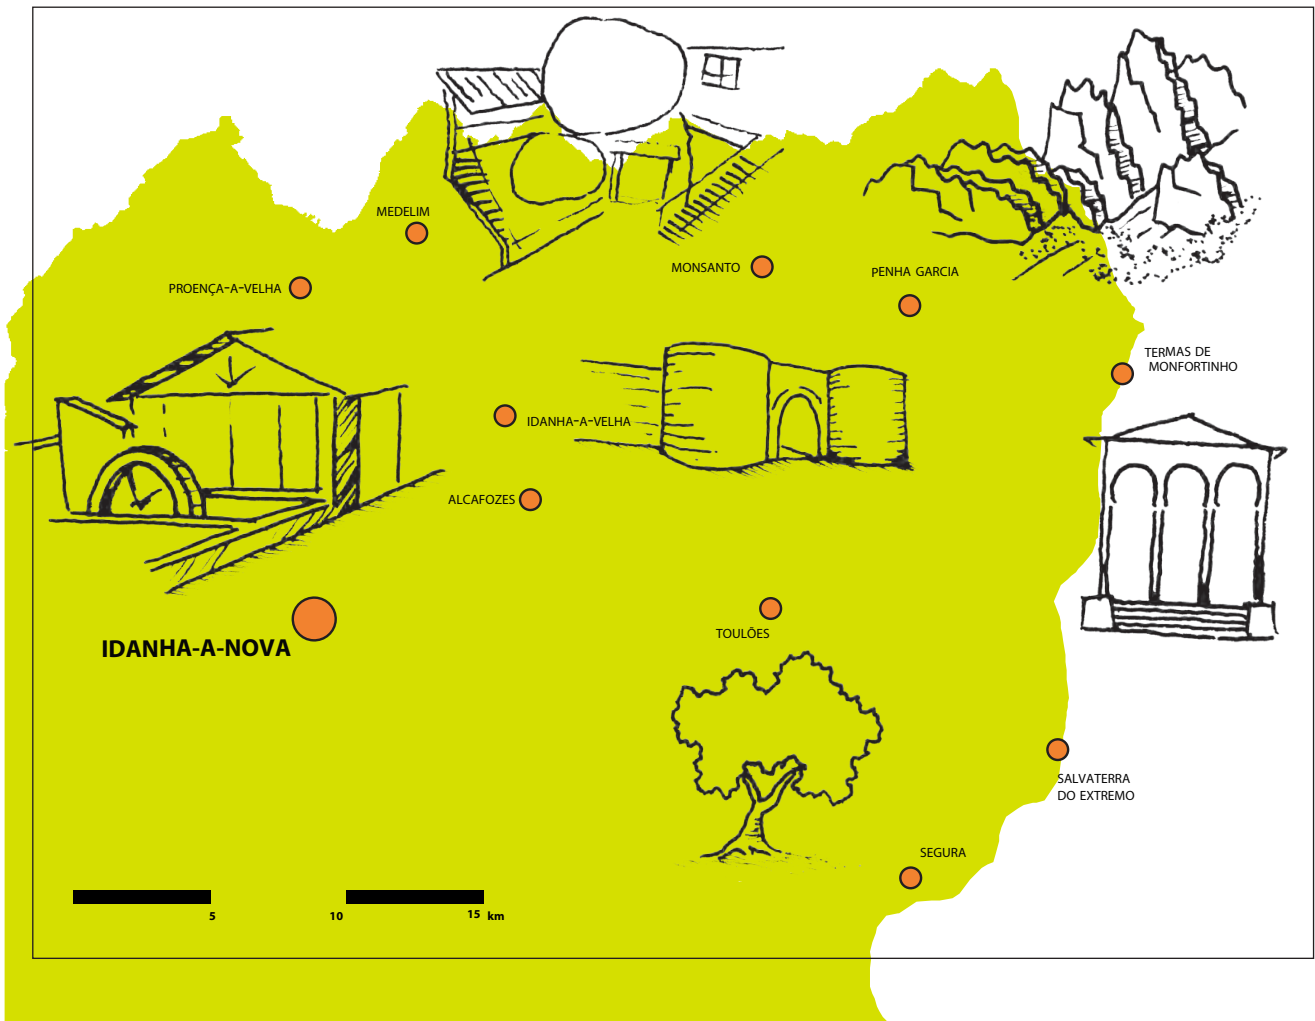 MEDELIM
MONSANTO
PENHA GARCIA
PROENÇA-A-VELHA
TERMAS DE
MONFORTINHO
IDANHA-A-VELHA
ALCAFOZES
TOULÕES
IDANHA-A-NOVA
SALVATERRA
DO EXTREMO
SEGURA
5 10 15 km